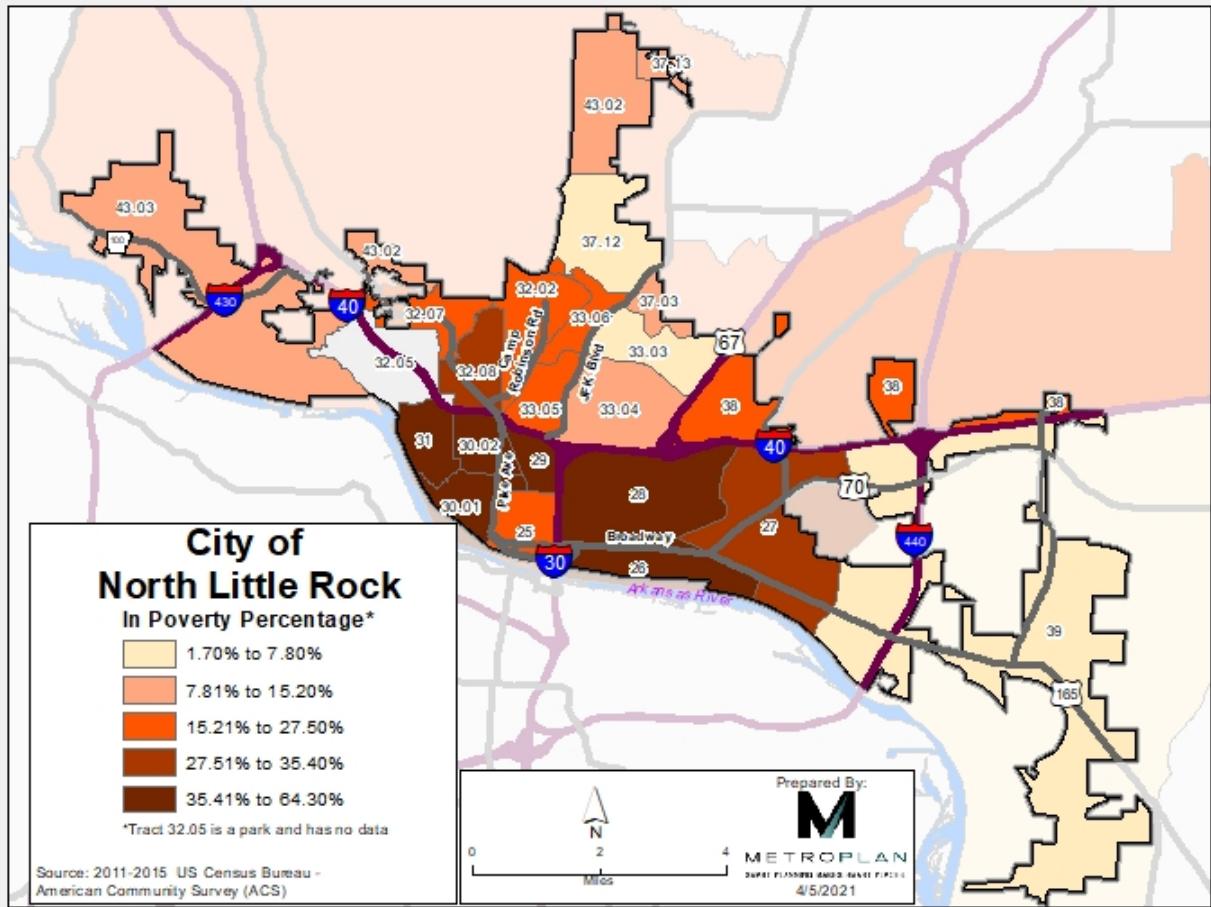 37.13
43.02
43.03
100
43.02
37.12
430
40
32.02
37.03
32.07
33.06
67
Camp
Robinson Rd
JFK Blvd
33.03
32.05
32.08
38
38
33.05
33.04
38
31
30.02
29
40
Pike Ave
28
70
27
30.01
25
Broadway
440
30
26
Arkansas River
39
165
City of
North Little Rock
In Poverty Percentage*
1.70% to 7.80%
7.81% to 15.20%
15.21% to 27.50%
27.51% to 35.40%
35.41% to 64.30%
*Tract 32.05 is a park and has no data
Source: 2011-2015 US Census Bureau -
American Community Survey (ACS)
N
0 2 4
Miles
Prepared By:
M
METROPLAN
SMART PLANNING MAKES SMART PLACES
4/5/2021